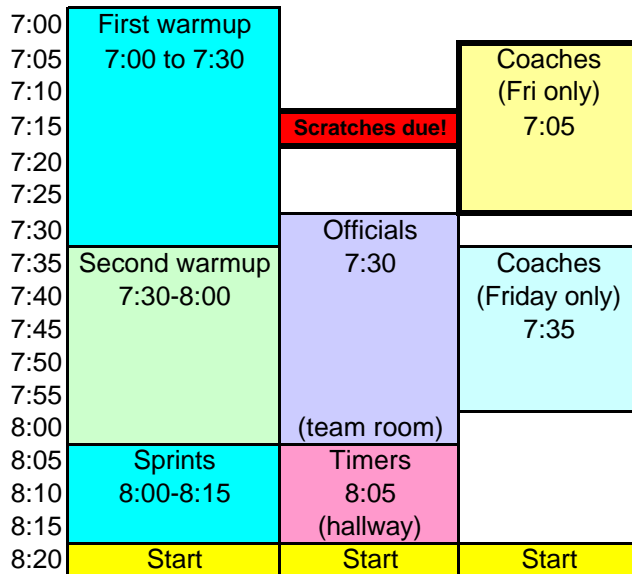 7:00 First warmup
7:05 7:00 to 7:30 Coaches
7:10 (Fri only)
7:15 Scratches due! 7:05
7:20
7:25
7:30 Officials
7:35 Second warmup 7:30 Coaches
7:40 7:30-8:00 (Friday only)
7:45 7:35
7:50
7:55
8:00 (team room)
8:05 Sprints Timers
8:10 8:00-8:15 8:05
8:15 (hallway)
8:20 Start Start Start